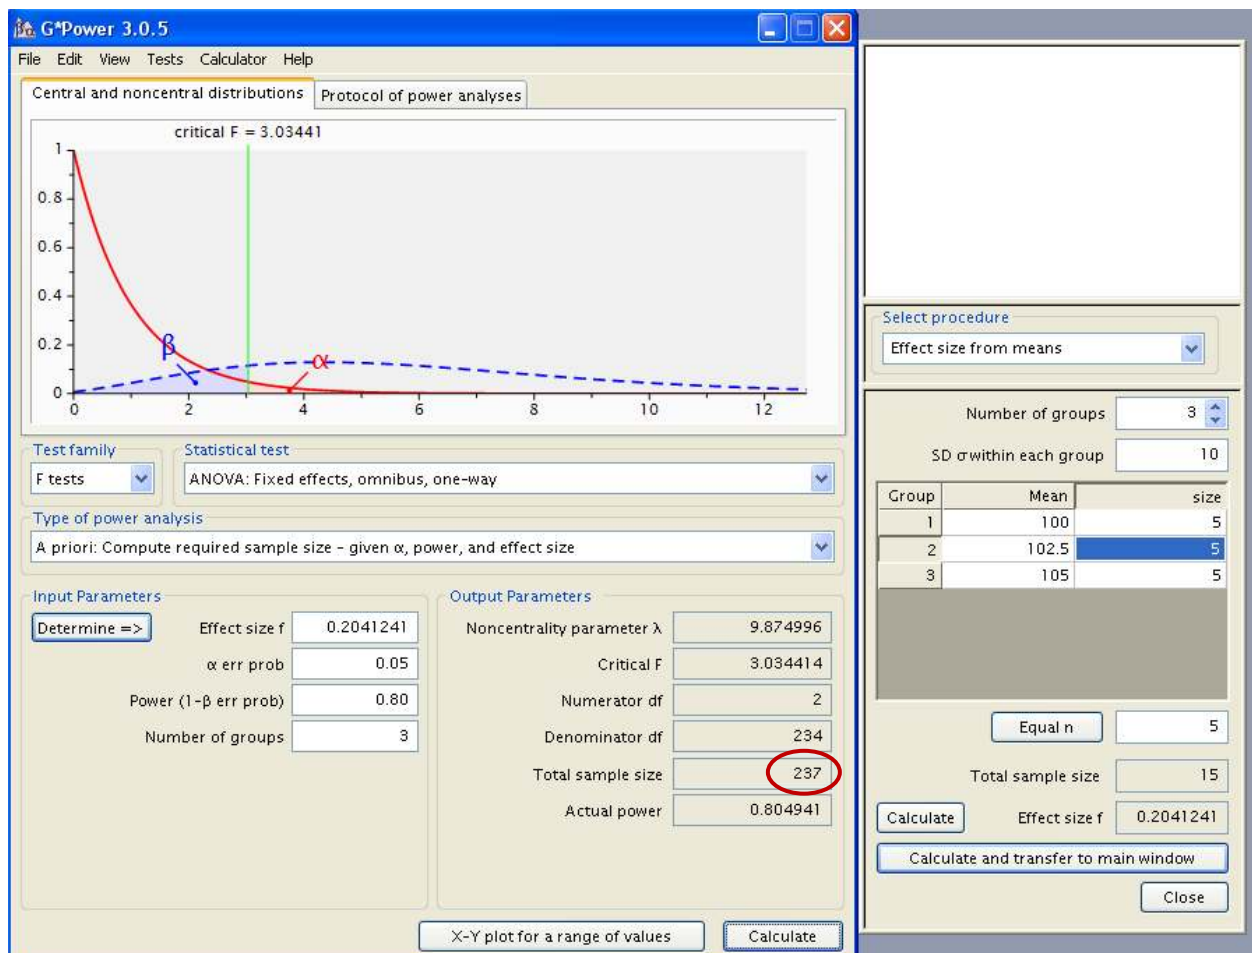 G*Power 3.0.5
File Edit View Tests Calculator Help
Central and noncentral distributions Protocol of power analyses
critical F = 3.03441
1
0.8
0.6
0.4
0.2
0
β
α
0 2 4 6 8 10 12
Test family Statistical test
F tests ANOVA: Fixed effects, omnibus, one-way
Type of power analysis
A priori: Compute required sample size – given α, power, and effect size
Input Parameters
Determine => Effect size f 0.2041241
α err prob 0.05
Power (1-β err prob) 0.80
Number of groups 3
Output Parameters
Noncentrality parameter λ 9.874996
Critical F 3.034414
Numerator df 2
Denominator df 234
Total sample size 237
Actual power 0.804941
X-Y plot for a range of values Calculate
Select procedure
Effect size from means
Number of groups 3
SD σ within each group 10
Group Mean size
1 100 5
2 102.5 5
3 105 5
Equal n 5
Total sample size 15
Calculate Effect size f 0.2041241
Calculate and transfer to main window
Close